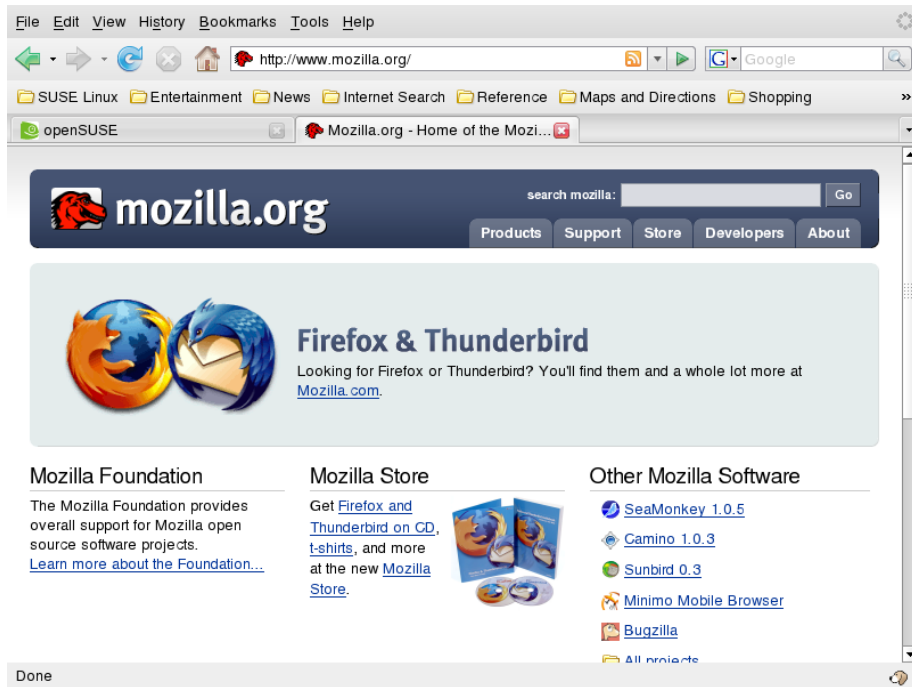 File Edit View History Bookmarks Tools Help
http://www.mozilla.org/
G Google
SUSE Linux Entertainment News Internet Search Reference Maps and Directions Shopping »
openSUSE Mozilla.org - Home of the Mozi...
mozilla.org
search mozilla: Go
Products Support Store Developers About
Firefox & Thunderbird
Looking for Firefox or Thunderbird? You'll find them and a whole lot more at
Mozilla.com.
Mozilla Foundation
The Mozilla Foundation provides
overall support for Mozilla open
source software projects.
Learn more about the Foundation...
Mozilla Store
Get Firefox and
Thunderbird on CD,
t-shirts, and more
at the new Mozilla
Store.
Other Mozilla Software
SeaMonkey 1.0.5
Camino 1.0.3
Sunbird 0.3
Minimo Mobile Browser
Bugzilla
All projects
Done